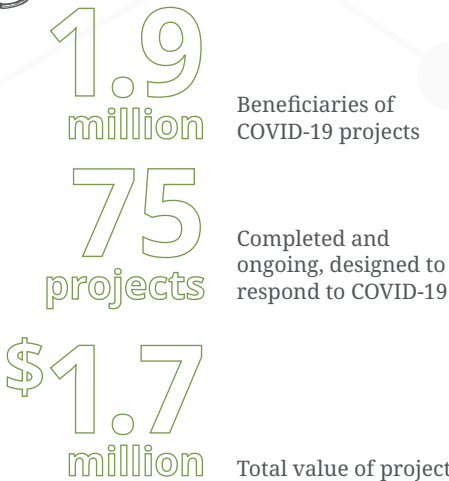 1.9
million
Beneficiaries of
COVID-19 projects
75
projects
Completed and
ongoing, designed to
respond to COVID-19
$1.7
million
Total value of project